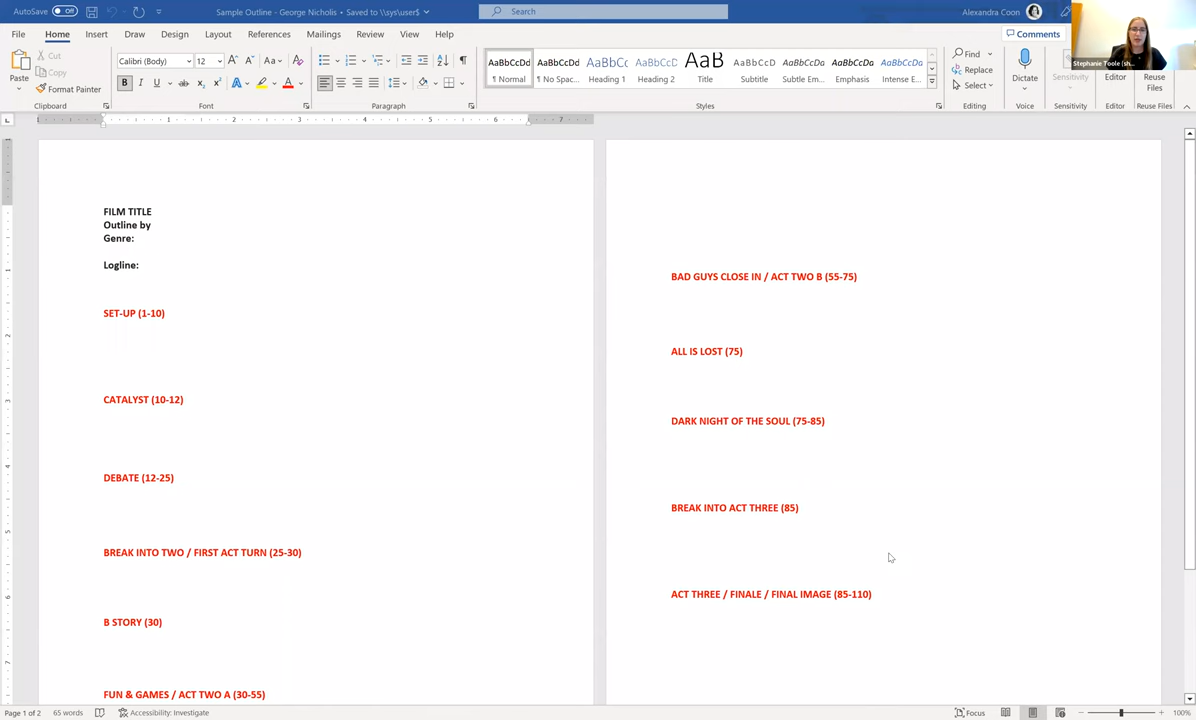 AutoSave Off
Sample Outline - George Nicholis • Saved to \\sys\user$
Search
Alexandra Coon
File Home Insert Draw Design Layout References Mailings Review View Help
Comments
Stephanie Toole
Paste
Cut
Copy
Format Painter
Calibri (Body) 12
Clipboard
Font
Paragraph
AaBbCcDd
¶ Normal
AaBbCcDd
¶ No Spac...
AaBbCc
Heading 1
AaBbCcD
Heading 2
AaB
Title
AaBbCcD
Subtitle
AaBbCcDd
Subtle Em...
AaBbCcDd
Emphasis
AaBbCcDd
Intense E...
Styles
Find
Replace
Select
Editing
Dictate
Voice
Sensitivity
Sensitivity
Editor
Editor
Reuse Files
Reuse Files
FILM TITLE
Outline by
Genre:
Logline:
SET-UP (1-10)
CATALYST (10-12)
DEBATE (12-25)
BREAK INTO TWO / FIRST ACT TURN (25-30)
B STORY (30)
FUN & GAMES / ACT TWO A (30-55)
BAD GUYS CLOSE IN / ACT TWO B (55-75)
ALL IS LOST (75)
DARK NIGHT OF THE SOUL (75-85)
BREAK INTO ACT THREE (85)
ACT THREE / FINALE / FINAL IMAGE (85-110)
Page 1 of 2 65 words Accessibility: Investigate
Focus
100%